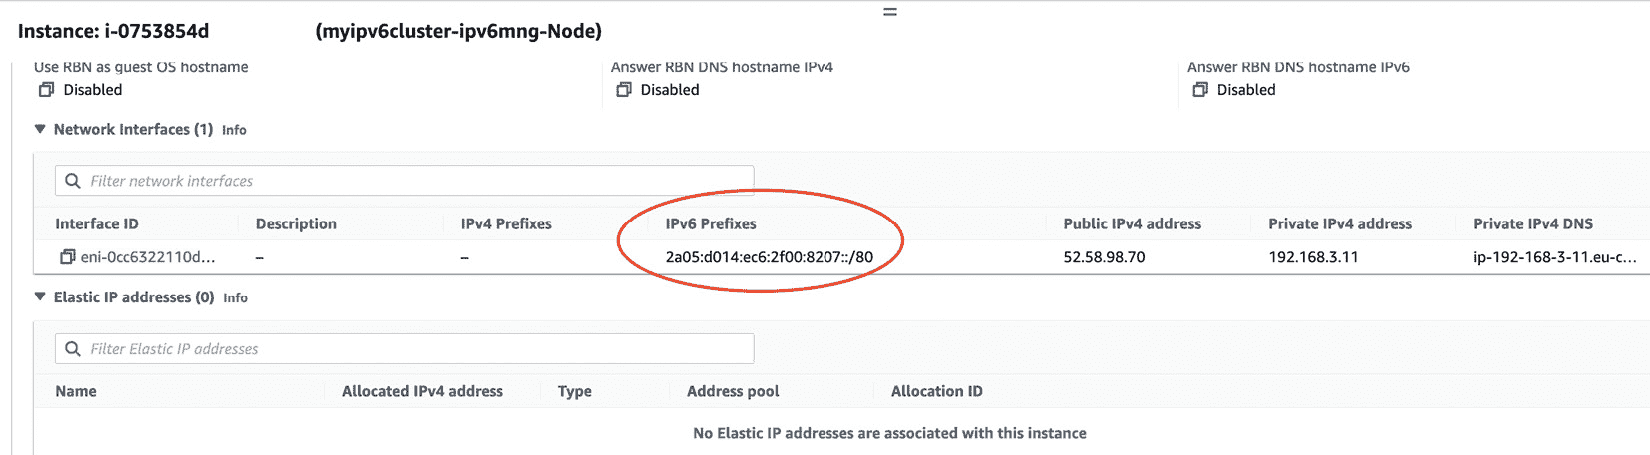 Instance: i-0753854d (myipv6cluster-ipv6mng-Node)
Use RBN as guest OS hostname Answer RBN DNS hostname IPv4 Answer RBN DNS hostname IPv6
Disabled Disabled Disabled
Network Interfaces (1) Info
Filter network interfaces
Interface ID Description IPv4 Prefixes IPv6 Prefixes Public IPv4 address Private IPv4 address Private IPv4 DNS
eni-0cc6322110d... – – 2a05:d014:ec6:2f00:8207::/80 52.58.98.70 192.168.3.11 ip-192-168-3-11.eu-c...
Elastic IP addresses (0) Info
Filter Elastic IP addresses
Name Allocated IPv4 address Type Address pool Allocation ID
No Elastic IP addresses are associated with this instance